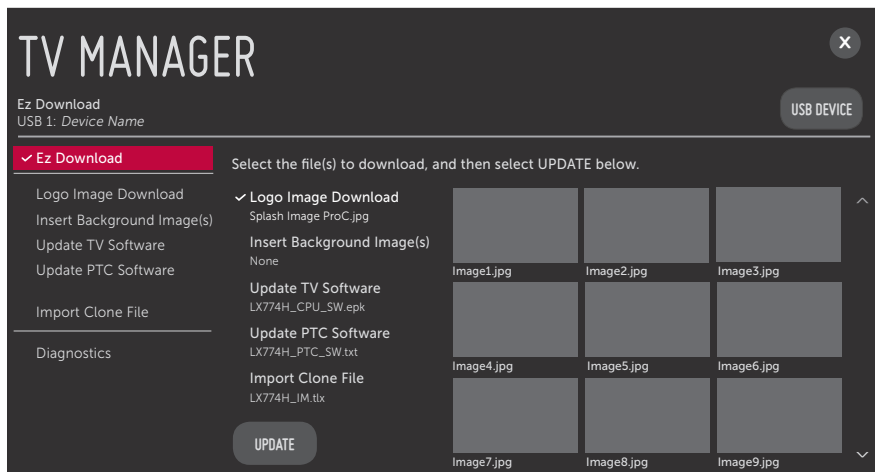 TV MANAGER
X
Ez Download
USB 1: Device Name
USB DEVICE
Ez Download
Logo Image Download
Insert Background Image(s)
Update TV Software
Update PTC Software
Import Clone File
Diagnostics
Select the file(s) to download, and then select UPDATE below.
Logo Image Download
Splash Image ProC.jpg
Insert Background Image(s)
None
Update TV Software
LX774H_CPU_SW.epk
Update PTC Software
LX774H_PTC_SW.txt
Import Clone File
LX774H_IM.tlx
UPDATE
Image1.jpg
Image2.jpg
Image3.jpg
Image4.jpg
Image5.jpg
Image6.jpg
Image7.jpg
Image8.jpg
Image9.jpg